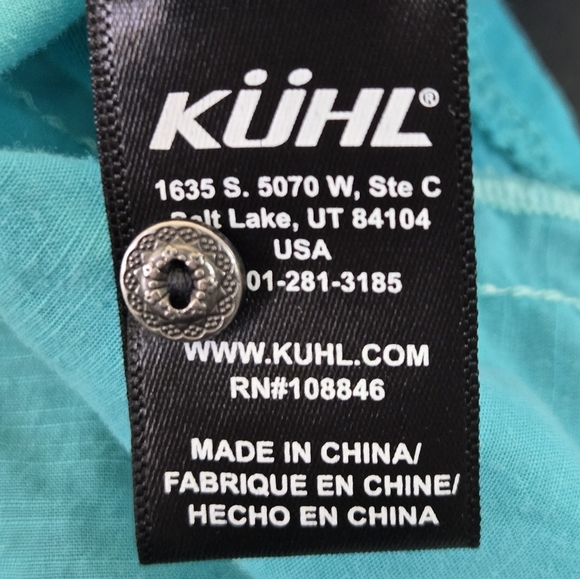 KÜHL®
1635 S. 5070 W, Ste C
Lake, UT 84104
USA
01-281-3185
WWW.KUHL.COM
RN#108846
MADE IN CHINA/
FABRIQUE EN CHINE/
HECHO EN CHINA